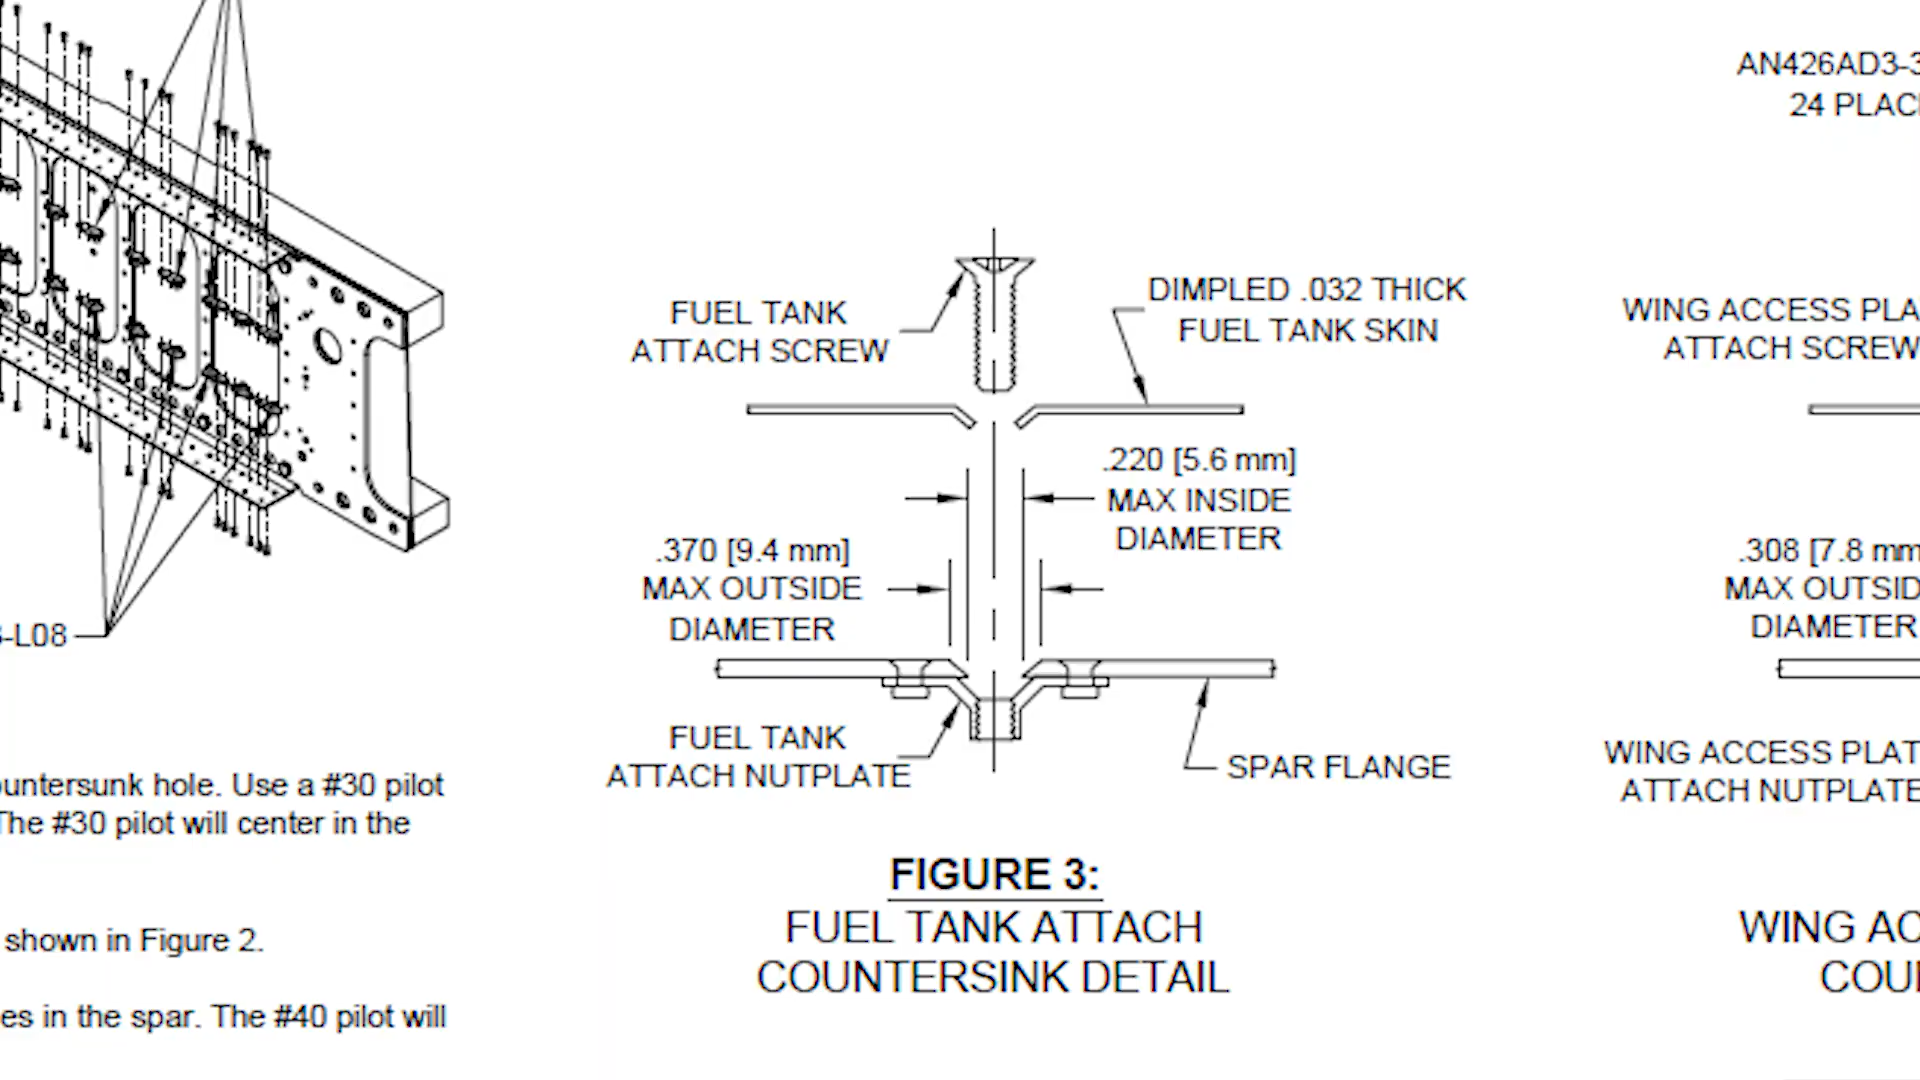 -L08
countersunk hole. Use a #30 pilot
The #30 pilot will center in the
shown in Figure 2.
es in the spar. The #40 pilot will
FUEL TANK
ATTACH SCREW
DIMPLED .032 THICK
FUEL TANK SKIN
.220 [5.6 mm]
MAX INSIDE
DIAMETER
.370 [9.4 mm]
MAX OUTSIDE
DIAMETER
FUEL TANK
ATTACH NUTPLATE
SPAR FLANGE
FIGURE 3:
FUEL TANK ATTACH
COUNTERSINK DETAIL
AN426AD3-3
24 PLAC
WING ACCESS PLA
ATTACH SCREW
.308 [7.8 mm
MAX OUTSID
DIAMETER
WING ACCESS PLAT
ATTACH NUTPLATE
WING AC
COU